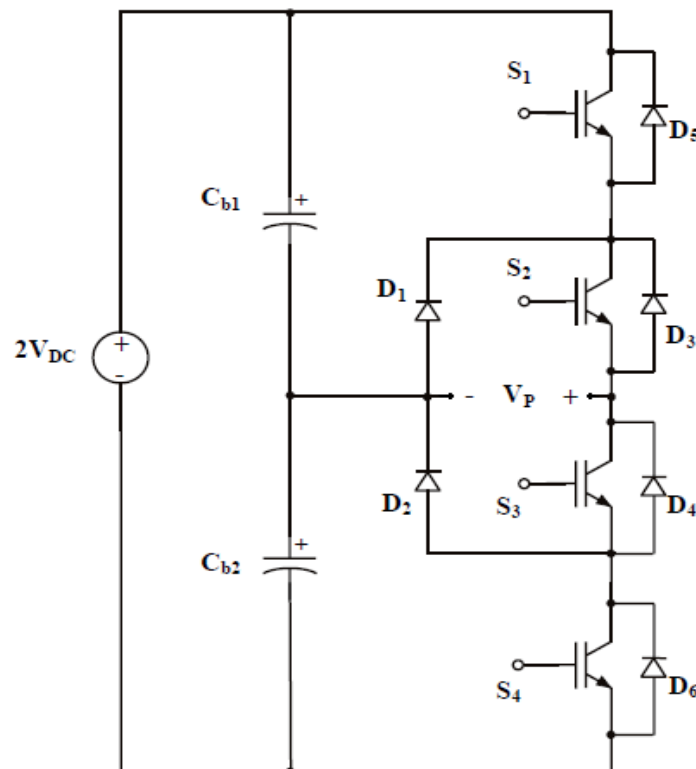 S1
D5
Cb1
+
S2
D1
D3
2VDC
+
-
- VP +
D2
S3
D4
Cb2
+
S4
D6